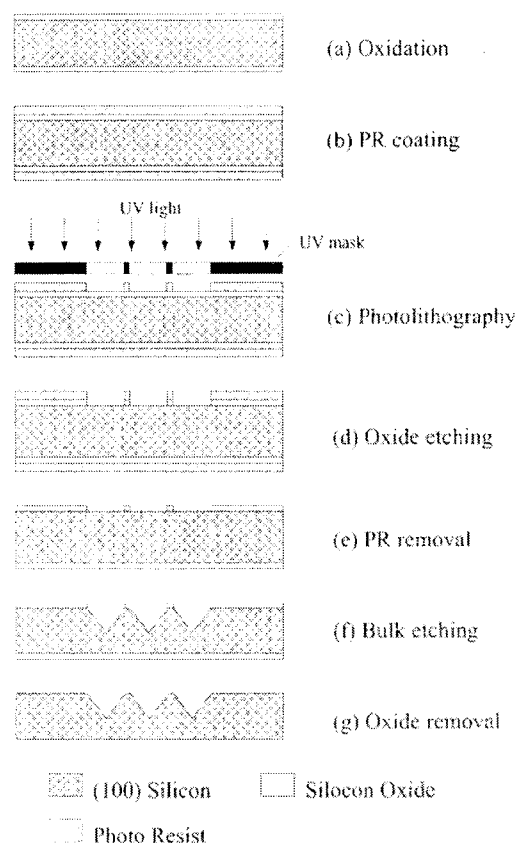 (a) Oxidation
(b) PR coating
UV light
UV mask
(c) Photolithography
(d) Oxide etching
(e) PR removal
(f) Bulk etching
(g) Oxide removal
(100) Silicon
Silocon Oxide
Photo Resist